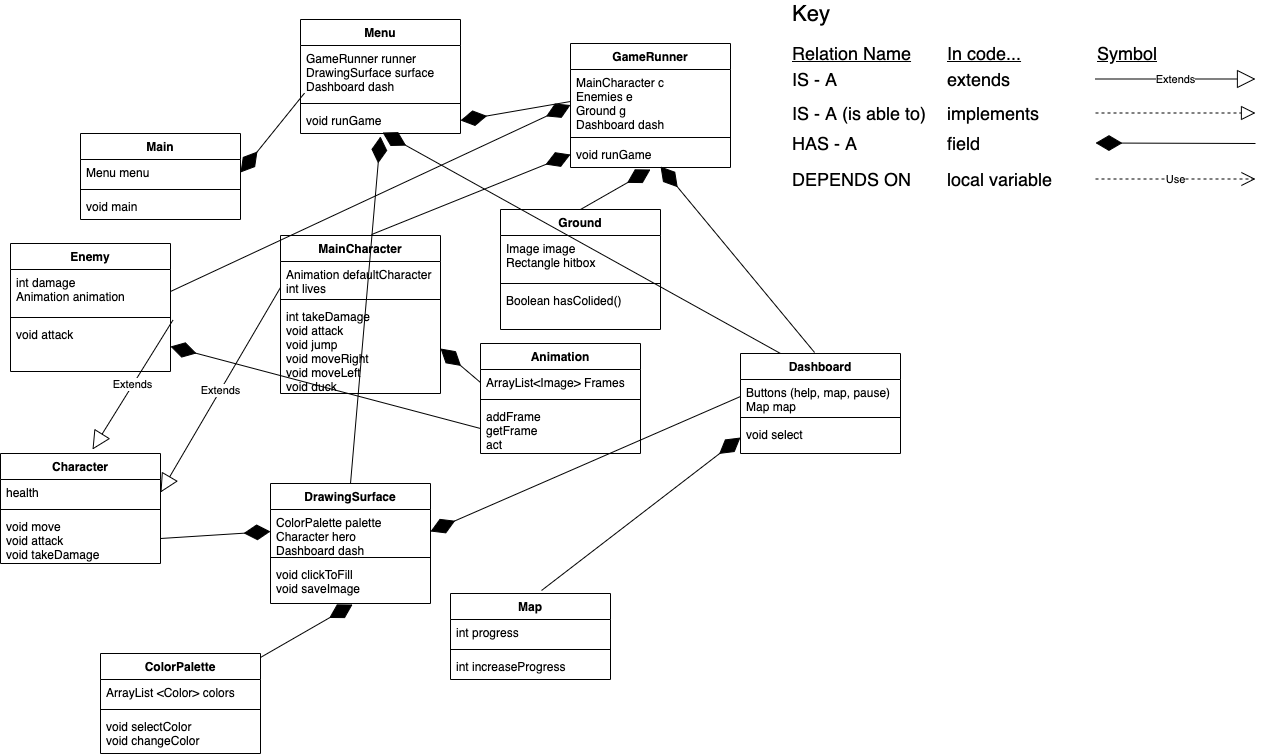 Menu
GameRunner runner
DrawingSurface surface
Dashboard dash
void runGame
GameRunner
MainCharacter c
Enemies e
Ground g
Dashboard dash
void runGame
Key
Relation Name In code... Symbol
IS - A extends Extends
IS - A (is able to) implements
HAS - A field
DEPENDS ON local variable Use
Main
Menu menu
void main
Enemy
int damage
Animation animation
void attack
MainCharacter
Animation defaultCharacter
int lives
int takeDamage
void attack
void jump
void moveRight
void moveLeft
void duck
Ground
Image image
Rectangle hitbox
Boolean hasColided()
Animation
ArrayList<Image> Frames
addFrame
getFrame
act
Dashboard
Buttons (help, map, pause)
Map map
void select
Extends
Extends
Character
health
void move
void attack
void takeDamage
DrawingSurface
ColorPalette palette
Character hero
Dashboard dash
void clickToFill
void saveImage
Map
int progress
int increaseProgress
ColorPalette
ArrayList <Color> colors
void selectColor
void changeColor